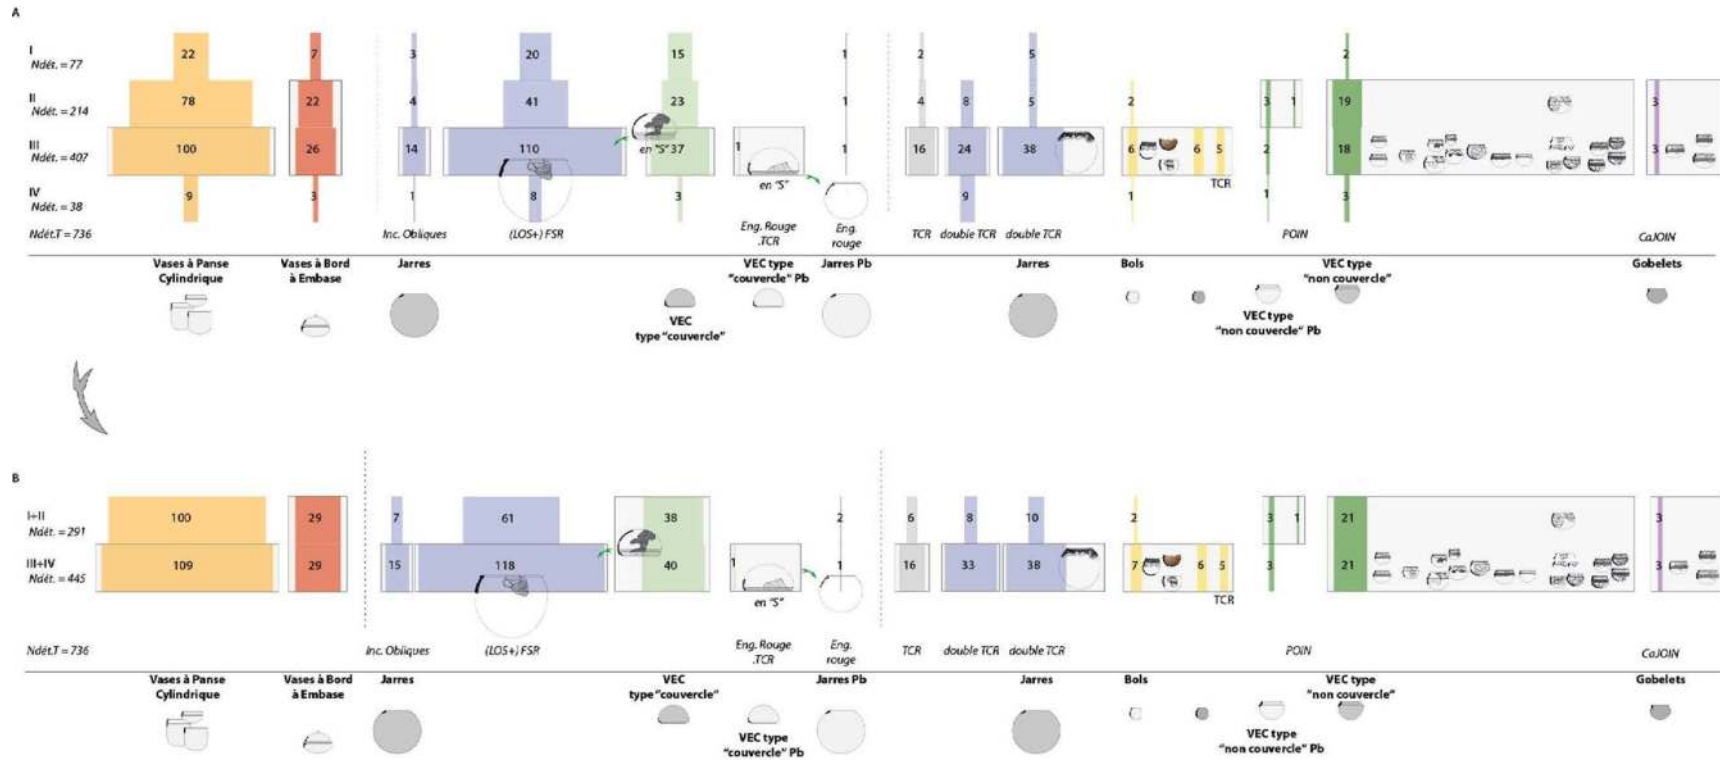 A
I 22 7 3 20 15 1 2 5 2
Ndét. = 77
II 78 22 4 41 23 1 4 8 5 2 3 1 19 3
Ndét. = 214
III 100 26 14 110 en "S" 37 1 1 16 24 38 6 6 5 2 18 3
Ndét. = 407
en "S" TCR
IV 9 3 1 8 3 9 1 1 3
Ndét. = 38
Ndét.T = 736 Inc. Obliques (LOS+) FSR Eng. Rouge Eng. TCR double TCR double TCR POIN CaJOIN
.TCR rouge
Vases à Panse Vases à Bord Jarres VEC type Jarres Pb Jarres Bols VEC type Gobelets
Cylindrique à Embase "couvercle" Pb "non couvercle"
VEC VEC type
type "couvercle" "non couvercle" Pb
B
I+II 100 29 7 61 38 2 6 8 10 2 3 1 21 3
Ndét. = 291
III+IV 109 29 15 118 40 1 1 16 33 38 7 6 5 3 21 3
Ndét. = 445
en "S" TCR
Ndét.T = 736 Inc. Obliques (LOS+) FSR Eng. Rouge Eng. TCR double TCR double TCR POIN CaJOIN
.TCR rouge
Vases à Panse Vases à Bord Jarres VEC Jarres Pb Jarres Bols VEC type Gobelets
Cylindrique à Embase type "couvercle" "non couvercle"
VEC type VEC type
"couvercle" Pb "non couvercle" Pb